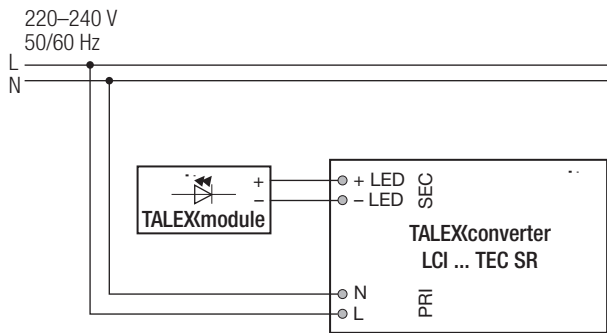 220–240 V
50/60 Hz
L
N
+
–
TALEXmodule
+ LED
– LED
SEC
TALEXconverter
LCI ... TEC SR
N
L
PRI